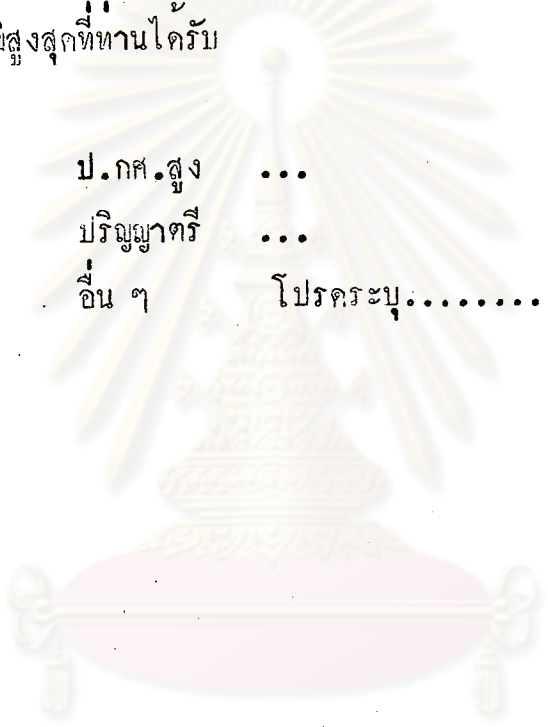 สูงสุดที่ท่านได้รับ
ป.กศ.สูง ...
ปริญญาตรี ...
อื่น ๆ โปรดระบุ.........